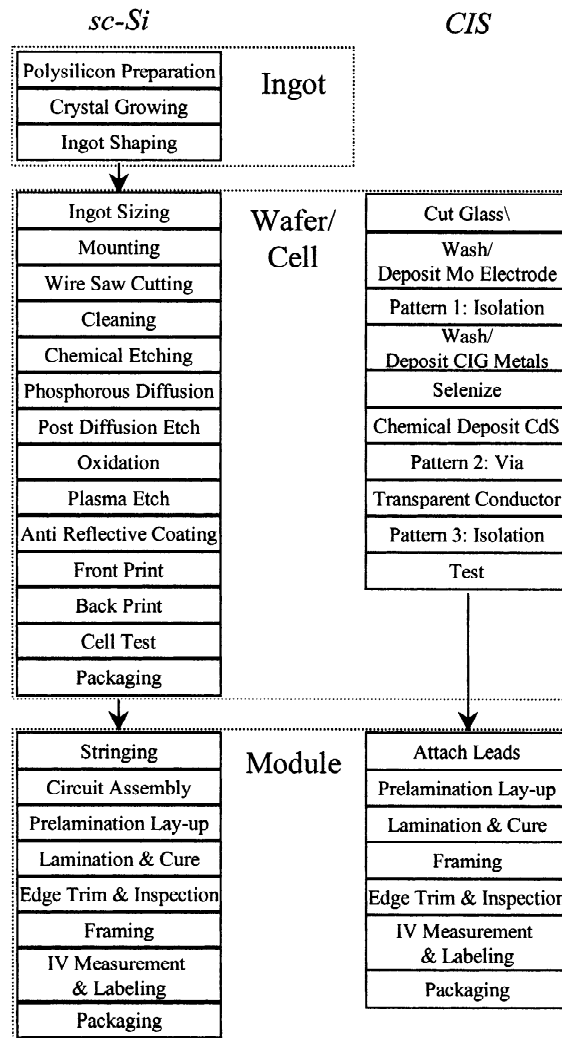 sc-Si
CIS
Polysilicon Preparation
Crystal Growing
Ingot Shaping
Ingot
Ingot Sizing
Mounting
Wire Saw Cutting
Cleaning
Chemical Etching
Phosphorous Diffusion
Post Diffusion Etch
Oxidation
Plasma Etch
Anti Reflective Coating
Front Print
Back Print
Cell Test
Packaging
Wafer/
Cell
Cut Glass\
Wash/
Deposit Mo Electrode
Pattern 1: Isolation
Wash/
Deposit CIG Metals
Selenize
Chemical Deposit CdS
Pattern 2: Via
Transparent Conductor
Pattern 3: Isolation
Test
Stringing
Circuit Assembly
Prelamination Lay-up
Lamination & Cure
Edge Trim & Inspection
Framing
IV Measurement
& Labeling
Packaging
Module
Attach Leads
Prelamination Lay-up
Lamination & Cure
Framing
Edge Trim & Inspection
IV Measurement
& Labeling
Packaging